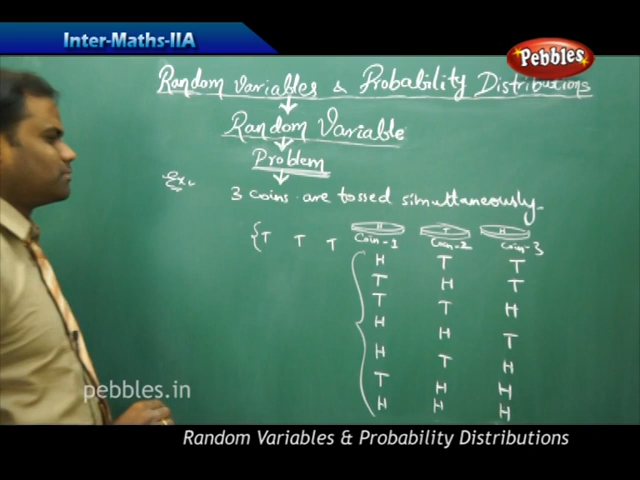 Inter-Maths-IIA
Pebbles
Random Variables & Probability Distributions
Random Variable
Problem
Ex:
3 coins are tossed simultaneously.
H T H
{T T T coin-1 coin-2 coin-3
H T T
T H T
T T H
H H T
H T H
T H H
H H H
pebbles.in
Random Variables & Probability Distributions